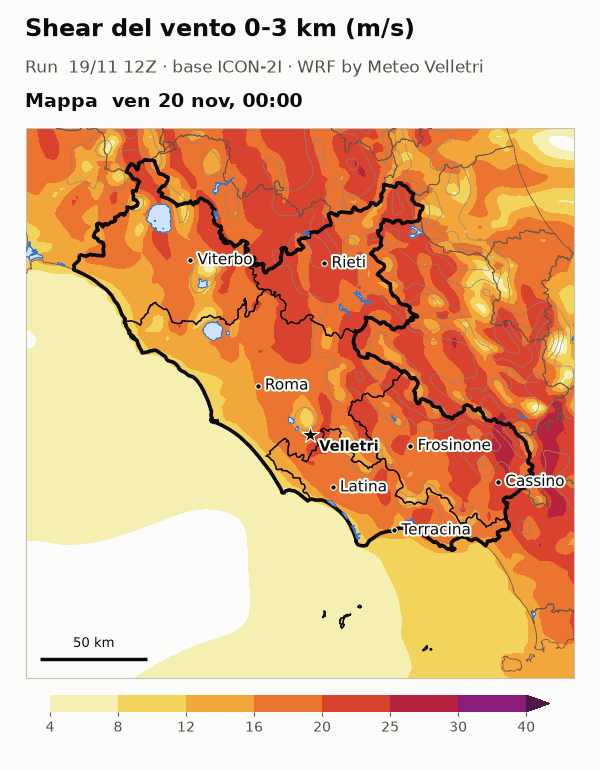 Shear del vento 0-3 km (m/s)
Run 19/11 12Z · base ICON-2I · WRF by Meteo Velletri
Mappa ven 20 nov, 00:00
Viterbo
Rieti
Roma
Velletri
Frosinone
Cassino
Latina
Terracina
50 km
4 8 12 16 20 25 30 40